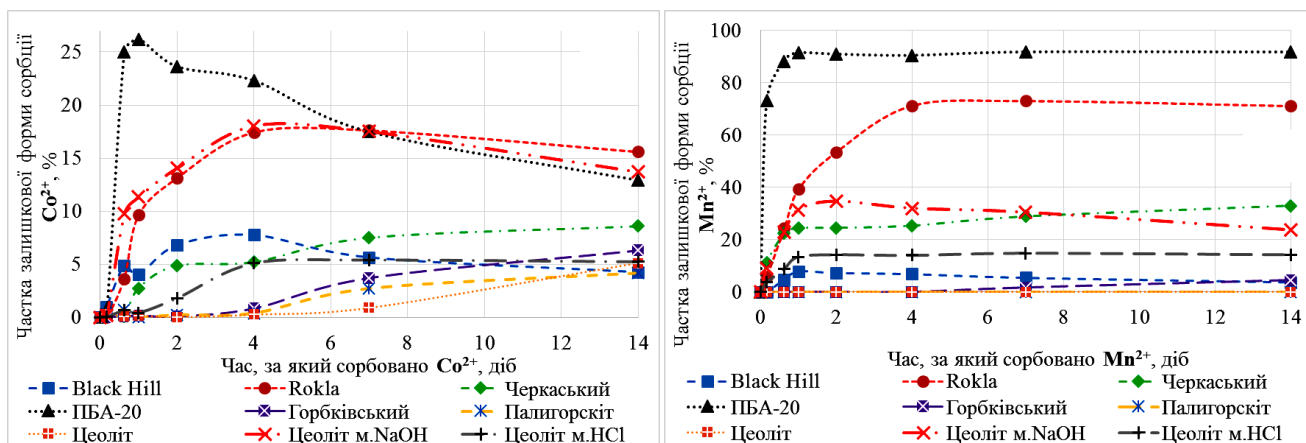 Частка залишкової форми сорбції
Co²⁺, %
25
20
15
10
5
0
0 2 4 6 8 10 12 14
Час, за який сорбовано Co²⁺, діб
Black Hill Rokla Черкаський
ПБА-20 Горбківський Палигорскіт
Цеоліт Цеоліт м.NaOH Цеоліт м.HCl
Частка залишкової форми сорбції
Mn²⁺, %
100
80
60
40
20
0
0 2 4 6 8 10 12 14
Час, за який сорбовано Mn²⁺, діб
Black Hill Rokla Черкаський
ПБА-20 Горбківський Палигорскіт
Цеоліт Цеоліт м.NaOH Цеоліт м.HCl